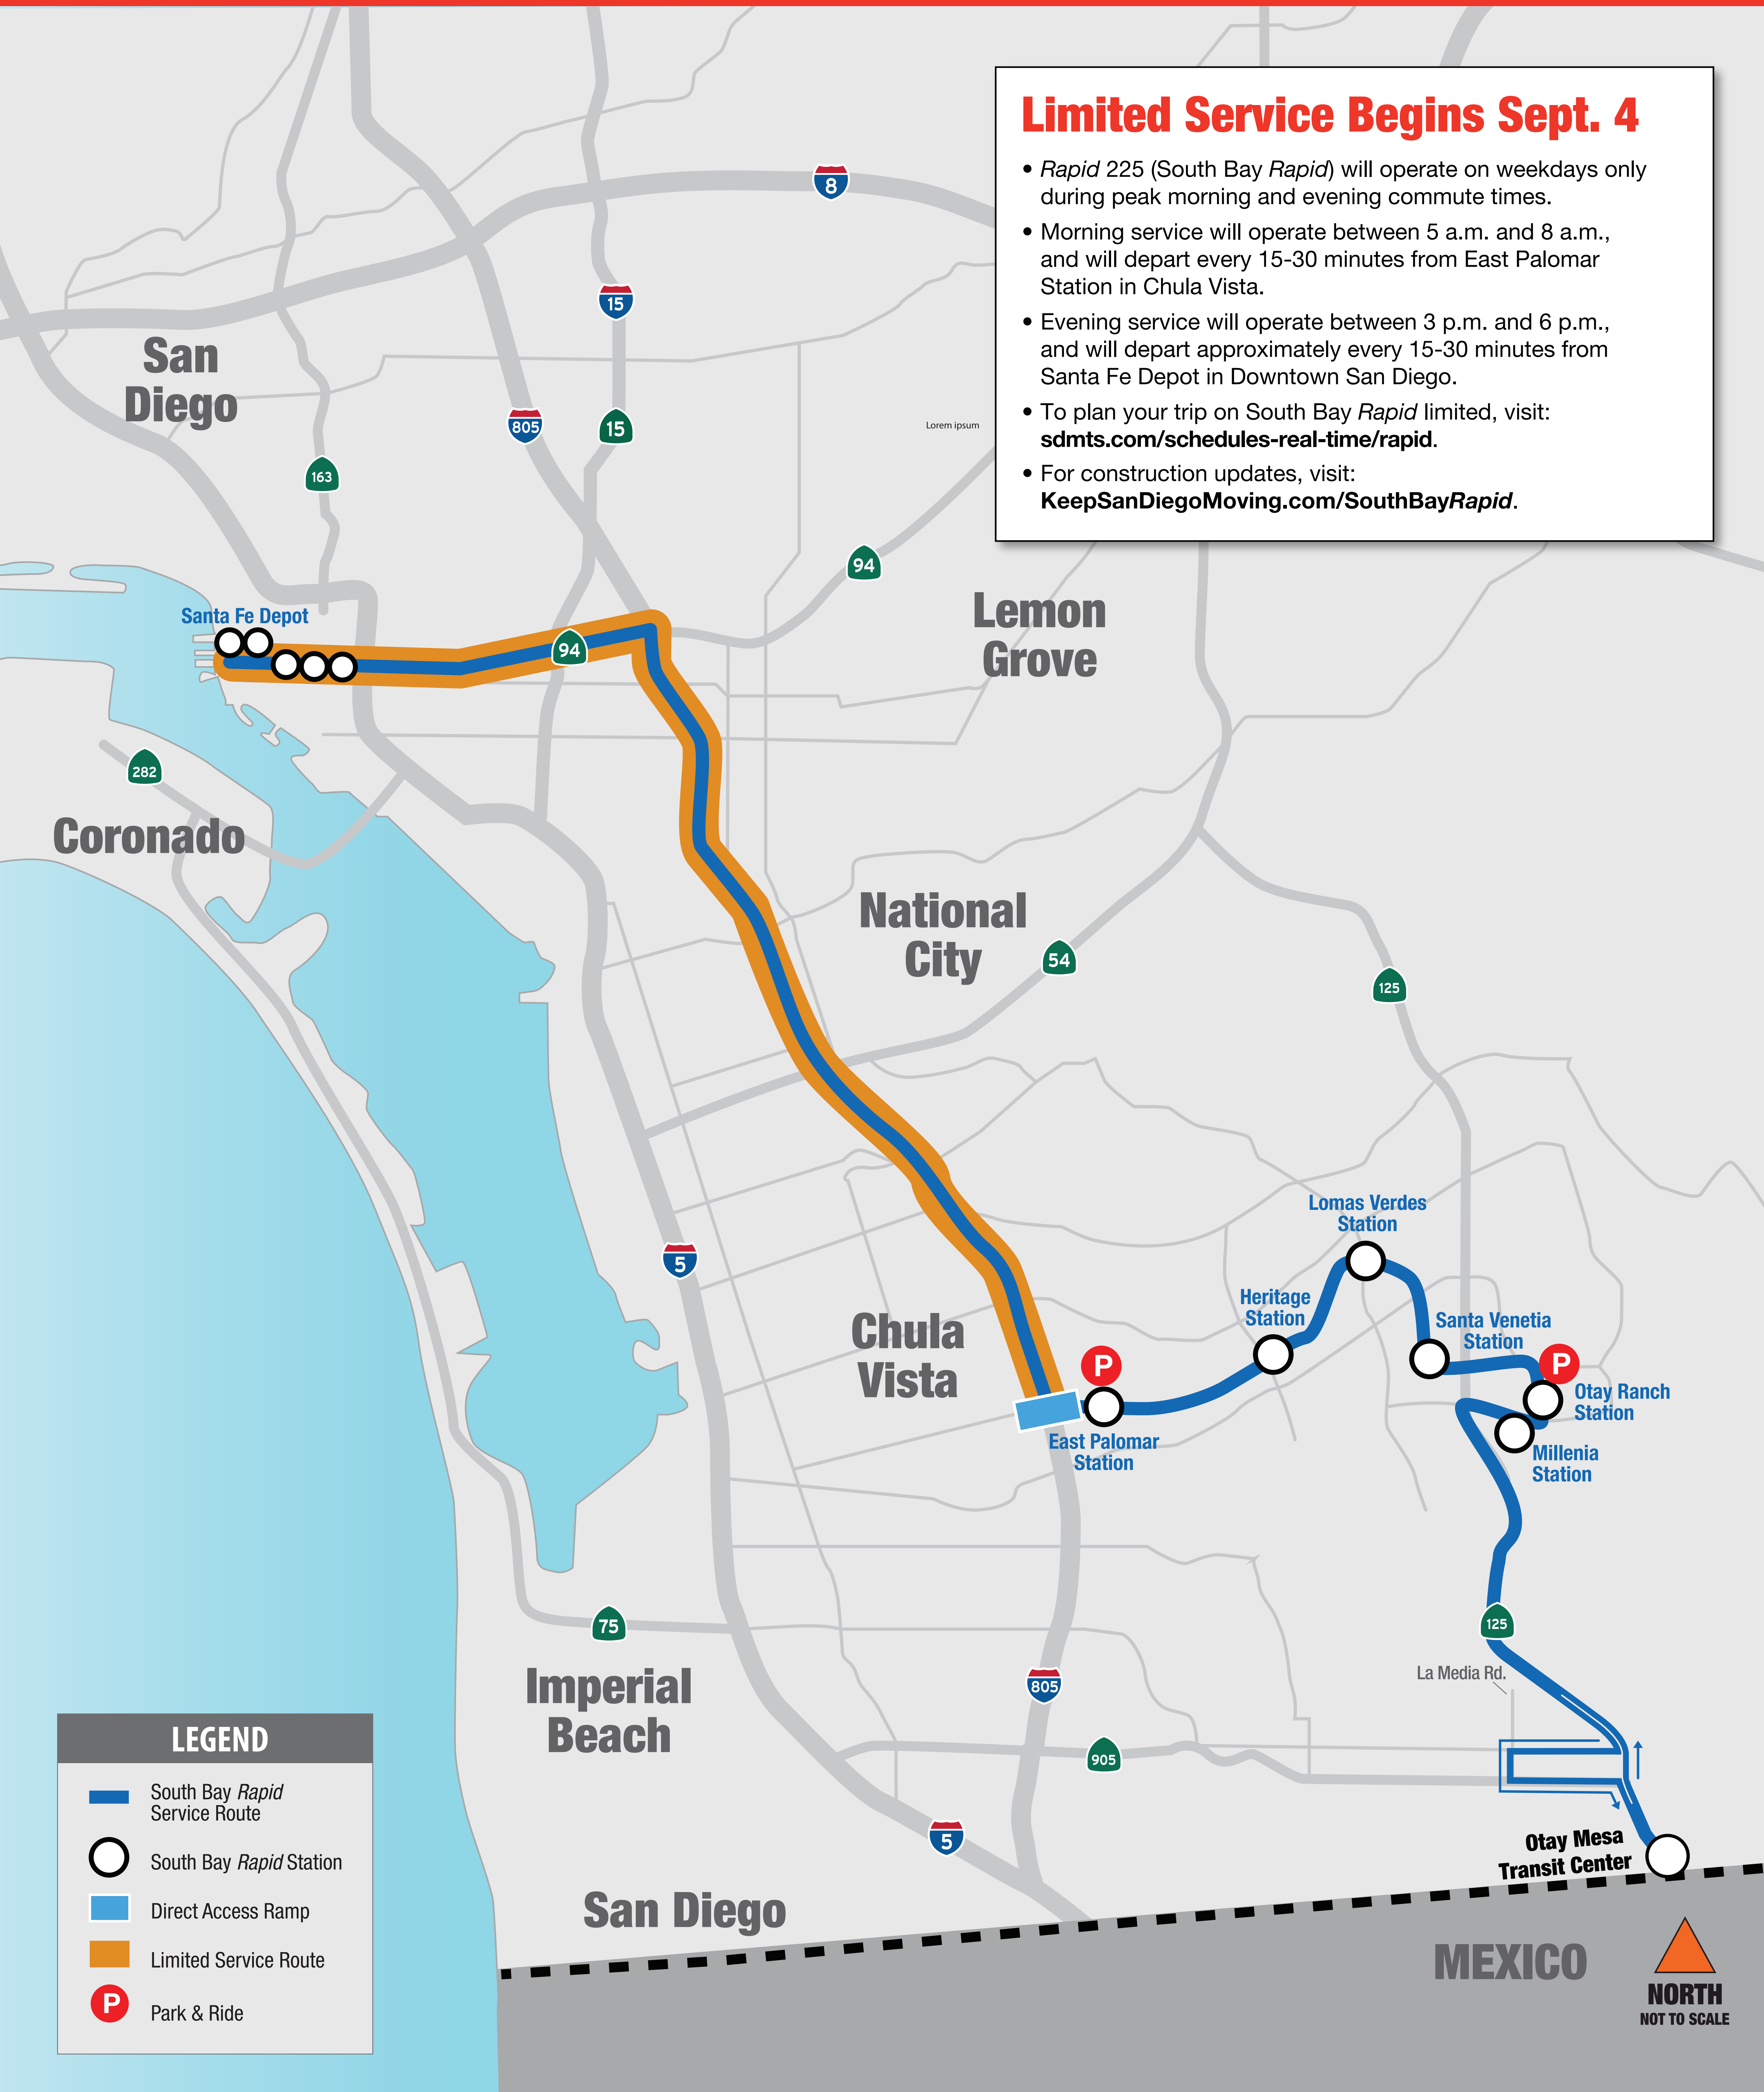 Limited Service Begins Sept. 4
• Rapid 225 (South Bay Rapid) will operate on weekdays only
during peak morning and evening commute times.
• Morning service will operate between 5 a.m. and 8 a.m.,
and will depart every 15-30 minutes from East Palomar
Station in Chula Vista.
• Evening service will operate between 3 p.m. and 6 p.m.,
and will depart approximately every 15-30 minutes from
Santa Fe Depot in Downtown San Diego.
• To plan your trip on South Bay Rapid limited, visit:
sdmts.com/schedules-real-time/rapid.
• For construction updates, visit:
KeepSanDiegoMoving.com/SouthBayRapid.
8
15
San
Diego
805
15
Lorem ipsum
163
94
Lemon
Grove
Santa Fe Depot
94
282
Coronado
National
City
54
125
5
Lomas Verdes
Station
Heritage
Station
Santa Venetia
Station
Chula
Vista
P
P
Otay Ranch
Station
East Palomar
Station
Millenia
Station
75
125
La Media Rd.
Imperial
Beach
805
905
5
Otay Mesa
Transit Center
San Diego
MEXICO
NORTH
NOT TO SCALE
LEGEND
South Bay Rapid
Service Route
South Bay Rapid Station
Direct Access Ramp
Limited Service Route
P
Park & Ride